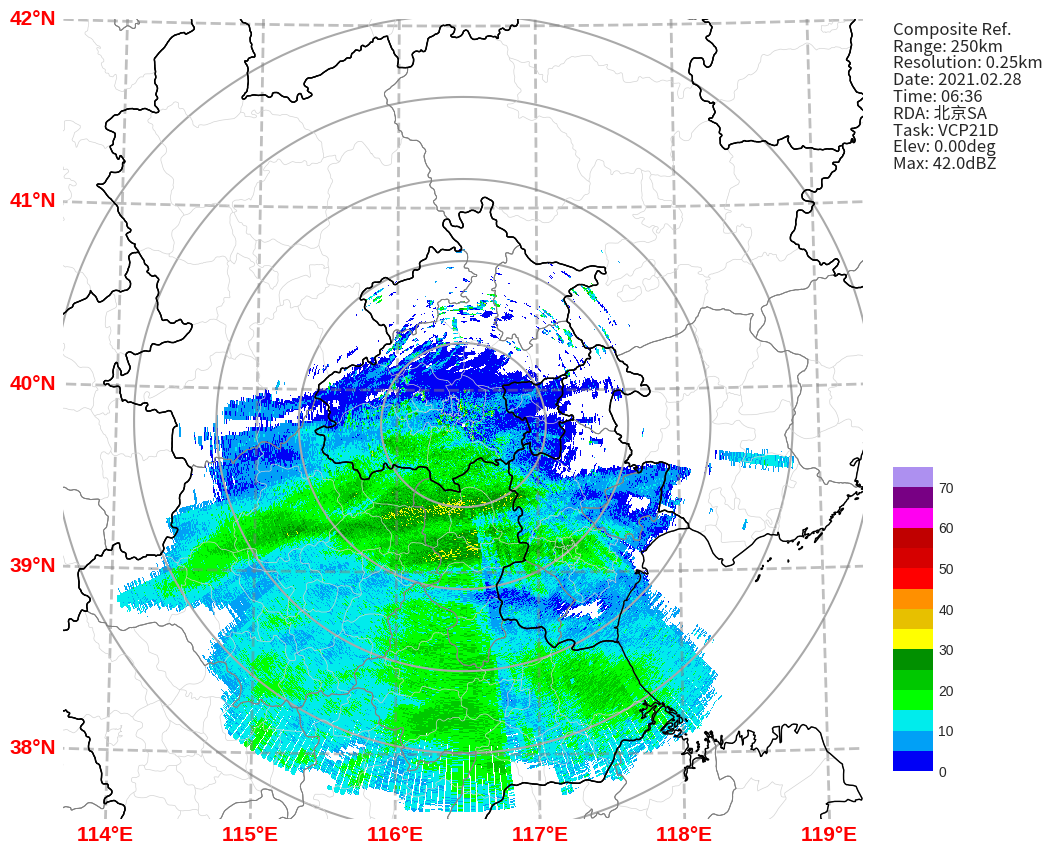 42°N
41°N
40°N
39°N
38°N
114°E
115°E
116°E
117°E
118°E
119°E
Composite Ref.
Range: 250km
Resolution: 0.25km
Date: 2021.02.28
Time: 06:36
RDA: 北京SA
Task: VCP21D
Elev: 0.00deg
Max: 42.0dBZ
70
60
50
40
30
20
10
0